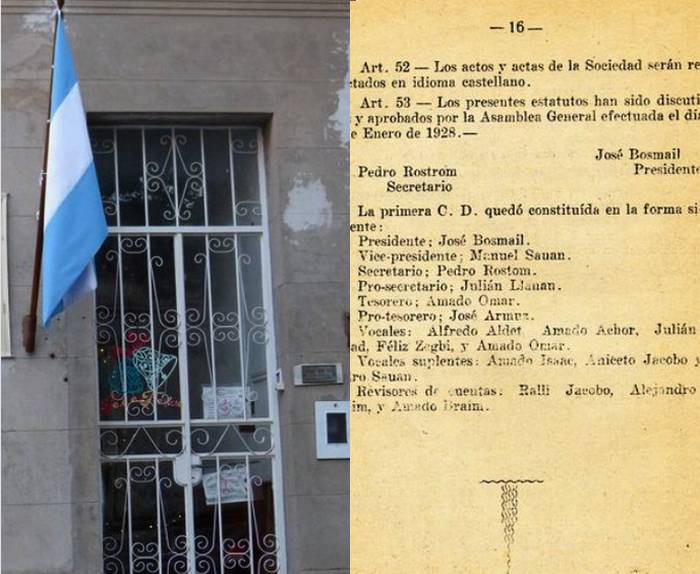 — 16 —
Art. 52 — Los actos y actas de la Sociedad serán re
tados en idioma castellano.
Art. 53 — Los presentes estatutos han sido discuti
y aprobados por la Asamblea General efectuada el día
e Enero de 1928.—
José Bosmail
Pedro Rostrom Presidente
Secretario
La primera C. D. quedó constituída en la forma si
ente:
Presidente; José Bosmail.
Vice-presidente; Manuel Sauan.
Secretario; Pedro Rostom.
Pro-secretario; Julián Llauan.
Tesorero; Amado Omar.
Pro-tesorero; José Armuz.
Vocales: Alfredo Aldet Amado Achor, Julián
ad, Féliz Zegbi, y Amado Omar.
Vocales suplentes: Amado Isaac, Aniceto Jacobo y
ro Sauan.
Revisores de cuentas: Ralli Jacobo, Alejandro
im, y Amado Braim.